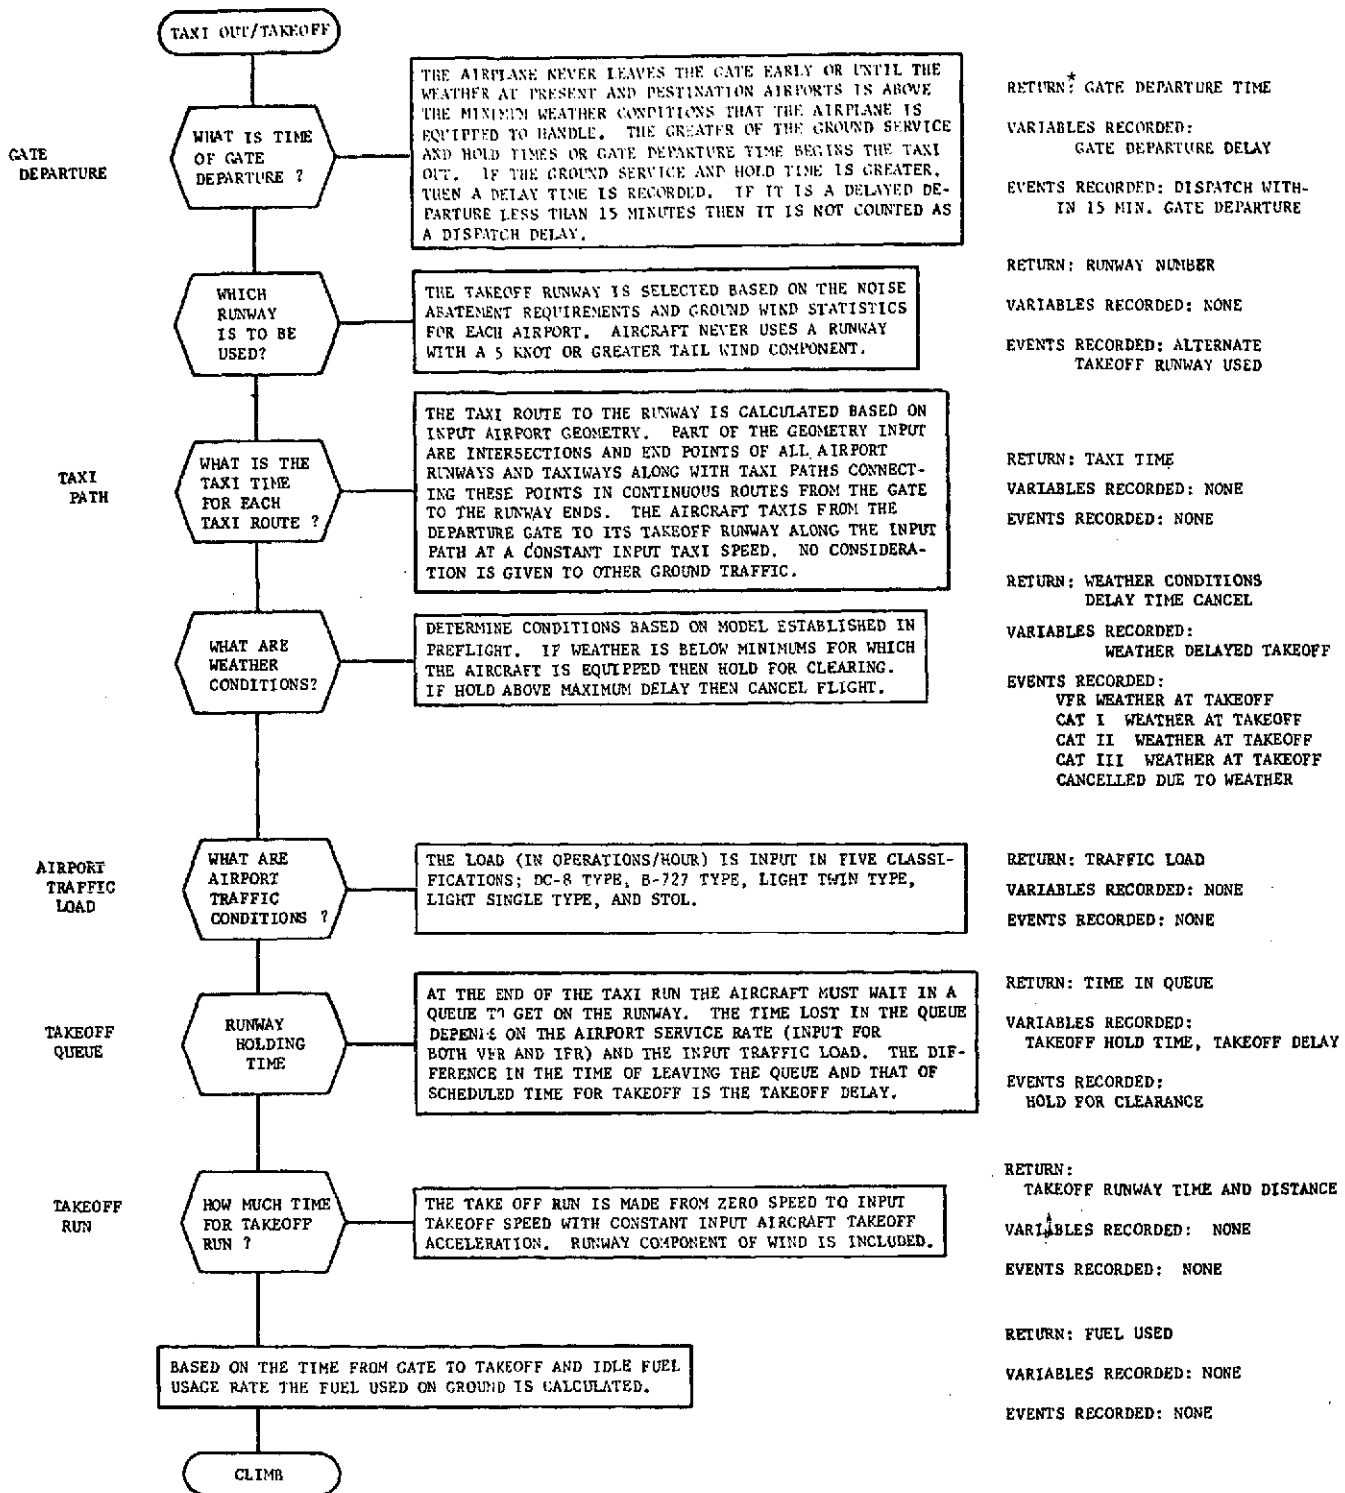 TAXI OUT/TAKEOFF
GATE
DEPARTURE
WHAT IS TIME
OF GATE
DEPARTURE ?
THE AIRPLANE NEVER LEAVES THE GATE EARLY OR UNTIL THE
WEATHER AT PRESENT AND DESTINATION AIRPORTS IS ABOVE
THE MINIMUM WEATHER CONDITIONS THAT THE AIRPLANE IS
EQUIPPED TO HANDLE. THE GREATER OF THE GROUND SERVICE
AND HOLD TIMES OR GATE DEPARTURE TIME BEGINS THE TAXI
OUT. IF THE GROUND SERVICE AND HOLD TIME IS GREATER,
THEN A DELAY TIME IS RECORDED. IF IT IS A DELAYED DE-
PARTURE LESS THAN 15 MINUTES THEN IT IS NOT COUNTED AS
A DISPATCH DELAY.
RETURN:* GATE DEPARTURE TIME
VARIABLES RECORDED:
GATE DEPARTURE DELAY
EVENTS RECORDED: DISPATCH WITH-
IN 15 MIN. GATE DEPARTURE
WHICH
RUNWAY
IS TO BE
USED?
THE TAKEOFF RUNWAY IS SELECTED BASED ON THE NOISE
ABATEMENT REQUIREMENTS AND GROUND WIND STATISTICS
FOR EACH AIRPORT. AIRCRAFT NEVER USES A RUNWAY
WITH A 5 KNOT OR GREATER TAIL WIND COMPONENT.
RETURN: RUNWAY NUMBER
VARIABLES RECORDED: NONE
EVENTS RECORDED: ALTERNATE
TAKEOFF RUNWAY USED
TAXI
PATH
WHAT IS THE
TAXI TIME
FOR EACH
TAXI ROUTE ?
THE TAXI ROUTE TO THE RUNWAY IS CALCULATED BASED ON
INPUT AIRPORT GEOMETRY. PART OF THE GEOMETRY INPUT
ARE INTERSECTIONS AND END POINTS OF ALL AIRPORT
RUNWAYS AND TAXIWAYS ALONG WITH TAXI PATHS CONNECT-
ING THESE POINTS IN CONTINUOUS ROUTES FROM THE GATE
TO THE RUNWAY ENDS. THE AIRCRAFT TAXIS FROM THE
DEPARTURE GATE TO ITS TAKEOFF RUNWAY ALONG THE INPUT
PATH AT A CONSTANT INPUT TAXI SPEED. NO CONSIDERA-
TION IS GIVEN TO OTHER GROUND TRAFFIC.
RETURN: TAXI TIME
VARIABLES RECORDED: NONE
EVENTS RECORDED: NONE
WHAT ARE
WEATHER
CONDITIONS?
DETERMINE CONDITIONS BASED ON MODEL ESTABLISHED IN
PREFLIGHT. IF WEATHER IS BELOW MINIMUMS FOR WHICH
THE AIRCRAFT IS EQUIPPED THEN HOLD FOR CLEARING.
IF HOLD ABOVE MAXIMUM DELAY THEN CANCEL FLIGHT.
RETURN: WEATHER CONDITIONS
DELAY TIME CANCEL
VARIABLES RECORDED:
WEATHER DELAYED TAKEOFF
EVENTS RECORDED:
VFR WEATHER AT TAKEOFF
CAT I WEATHER AT TAKEOFF
CAT II WEATHER AT TAKEOFF
CAT III WEATHER AT TAKEOFF
CANCELLED DUE TO WEATHER
AIRPORT
TRAFFIC
LOAD
WHAT ARE
AIRPORT
TRAFFIC
CONDITIONS ?
THE LOAD (IN OPERATIONS/HOUR) IS INPUT IN FIVE CLASSI-
FICATIONS; DC-8 TYPE, B-727 TYPE, LIGHT TWIN TYPE,
LIGHT SINGLE TYPE, AND STOL.
RETURN: TRAFFIC LOAD
VARIABLES RECORDED: NONE
EVENTS RECORDED: NONE
TAKEOFF
QUEUE
RUNWAY
HOLDING
TIME
AT THE END OF THE TAXI RUN THE AIRCRAFT MUST WAIT IN A
QUEUE TO GET ON THE RUNWAY. THE TIME LOST IN THE QUEUE
DEPENDS ON THE AIRPORT SERVICE RATE (INPUT FOR
BOTH VFR AND IFR) AND THE INPUT TRAFFIC LOAD. THE DIF-
FERENCE IN THE TIME OF LEAVING THE QUEUE AND THAT OF
SCHEDULED TIME FOR TAKEOFF IS THE TAKEOFF DELAY.
RETURN: TIME IN QUEUE
VARIABLES RECORDED:
TAKEOFF HOLD TIME, TAKEOFF DELAY
EVENTS RECORDED:
HOLD FOR CLEARANCE
TAKEOFF
RUN
HOW MUCH TIME
FOR TAKEOFF
RUN ?
THE TAKE OFF RUN IS MADE FROM ZERO SPEED TO INPUT
TAKEOFF SPEED WITH CONSTANT INPUT AIRCRAFT TAKEOFF
ACCELERATION. RUNWAY COMPONENT OF WIND IS INCLUDED.
RETURN:
TAKEOFF RUNWAY TIME AND DISTANCE
VARIABLES RECORDED: NONE
EVENTS RECORDED: NONE
BASED ON THE TIME FROM GATE TO TAKEOFF AND IDLE FUEL
USAGE RATE THE FUEL USED ON GROUND IS CALCULATED.
RETURN: FUEL USED
VARIABLES RECORDED: NONE
EVENTS RECORDED: NONE
CLIMB